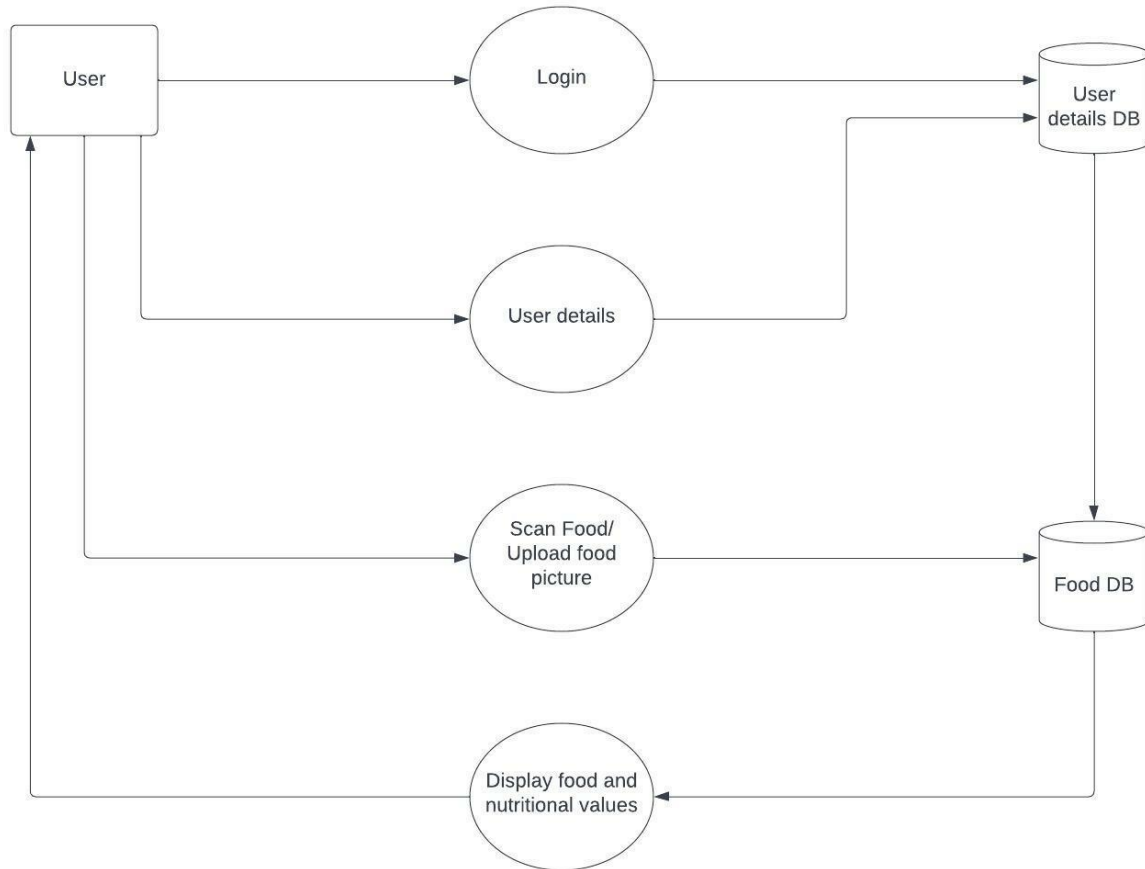 User
Login
User
details DB
User details
Scan Food/
Upload food
picture
Food DB
Display food and
nutritional values